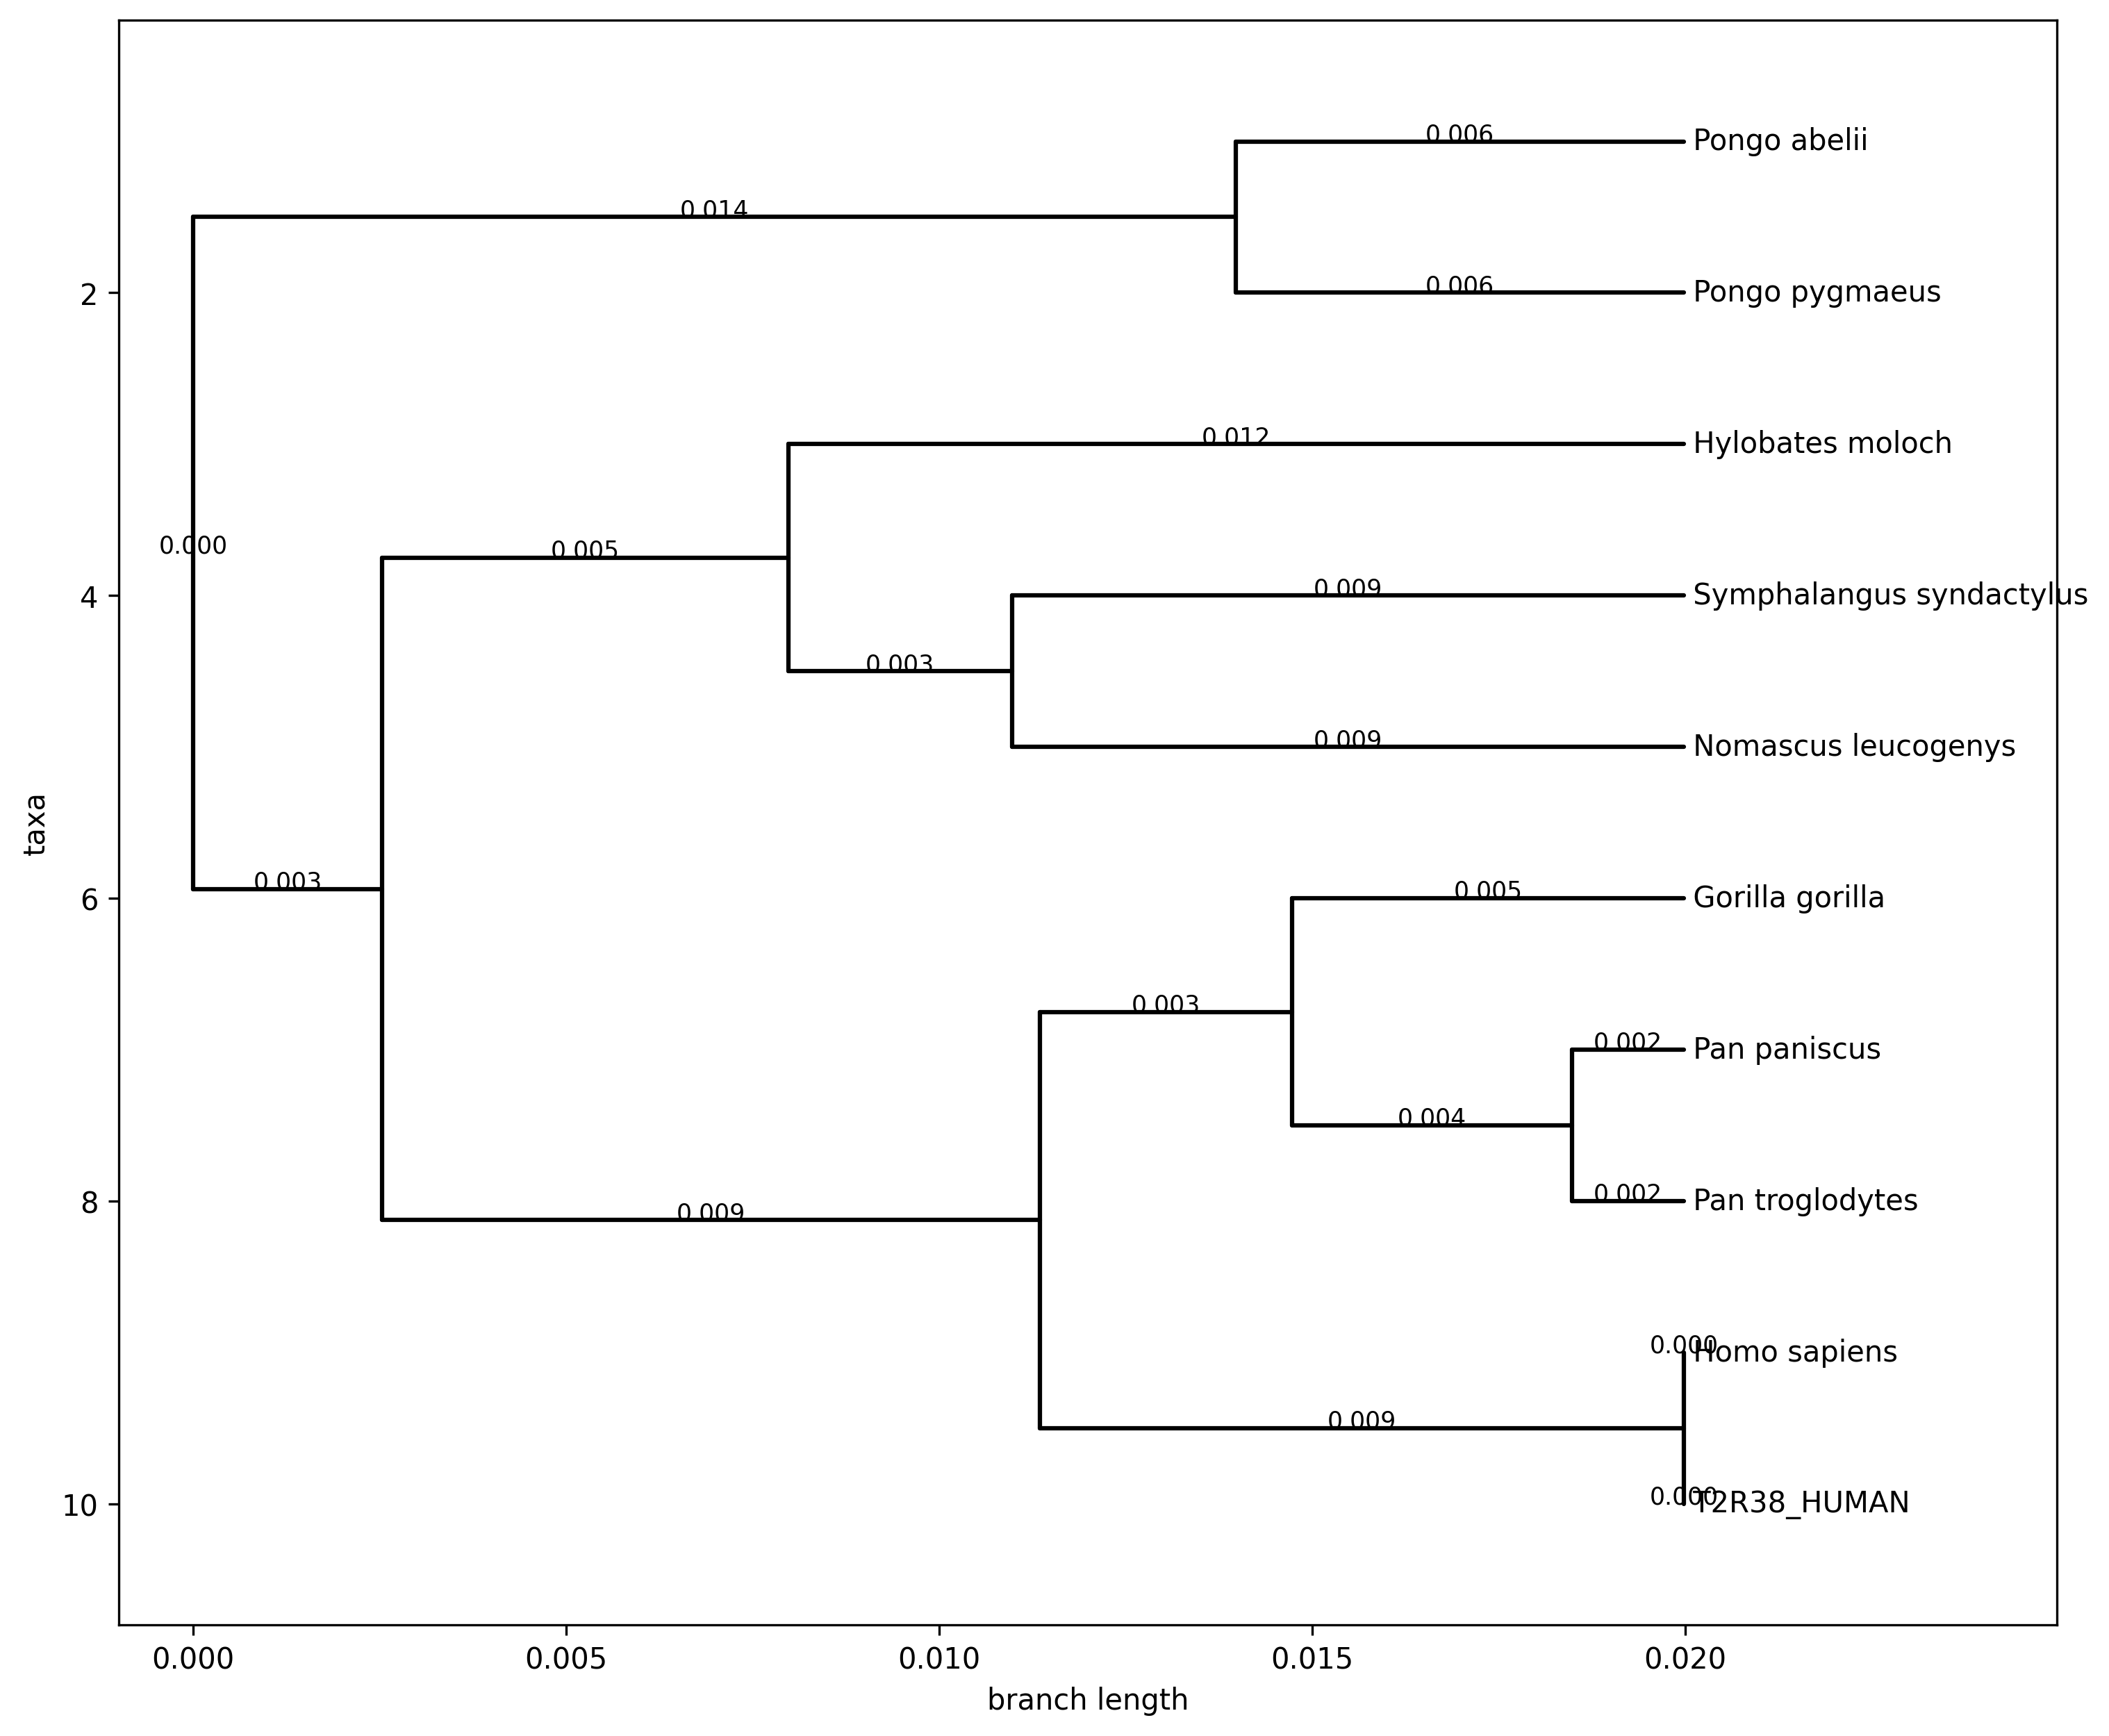 0.006
Pongo abelii
0.014
0.006
Pongo pygmaeus
2
0.012
Hylobates moloch
0.000
0.005
0.009
Symphalangus syndactylus
4
0.003
0.009
Nomascus leucogenys
taxa
0.003
0.005
Gorilla gorilla
6
0.003
0.002
Pan paniscus
0.004
0.002
Pan troglodytes
8
0.009
0.000
Homo sapiens
0.009
0.000
T2R38_HUMAN
10
0.000 0.005 0.010 0.015 0.020
branch length